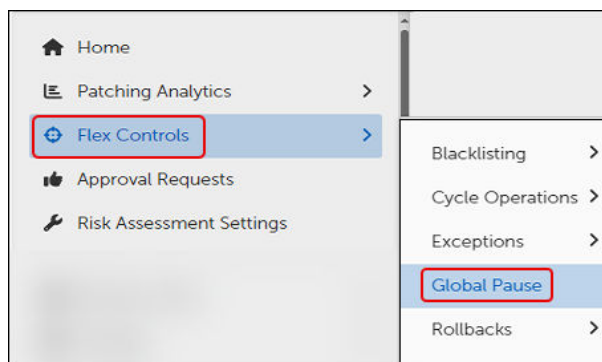 Home
Patching Analytics
Flex Controls
Approval Requests
Risk Assessment Settings
Blacklisting
Cycle Operations
Exceptions
Global Pause
Rollbacks